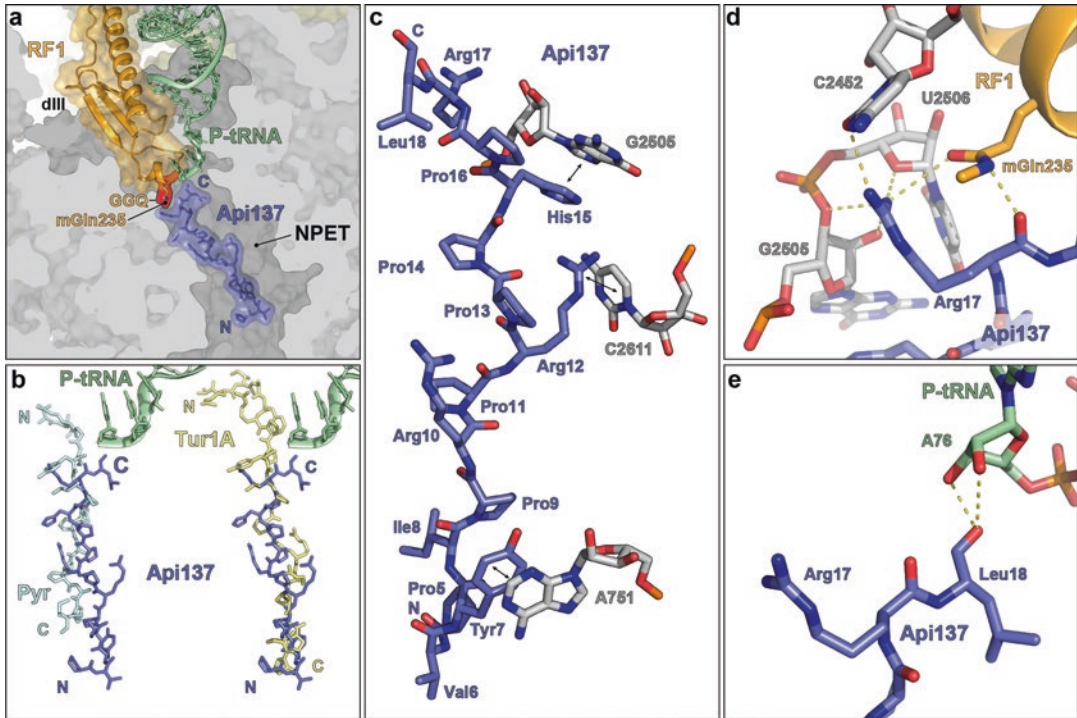 a
RF1
dIII
P-tRNA
GGQ
mGln235
C
Api137
NPET
N
b
P-tRNA
N
Tur1A
N
C
C
Api137
Pyr
C
N
N
C
c
C
Arg17
Api137
Leu18
G2505
Pro16
His15
Pro14
Pro13
C2611
Arg12
Pro11
Arg10
Pro9
Ile8
Pro5
N
A751
Tyr7
Val6
d
C2452
U2506
RF1
mGln235
G2505
Arg17
Api137
e
P-tRNA
A76
Arg17
Leu18
Api137